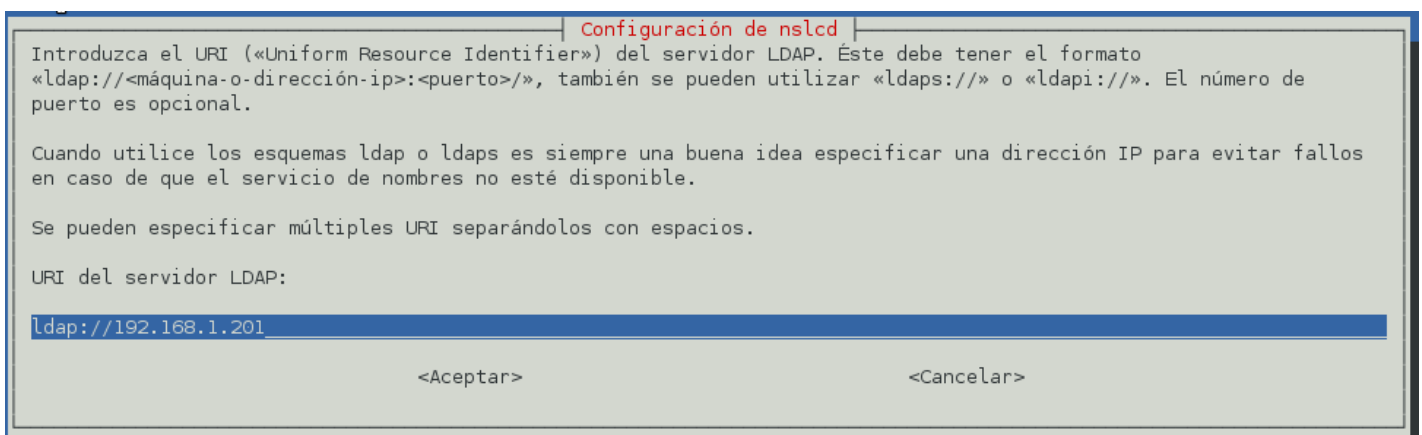 Configuración de nslcd
Introduzca el URI («Uniform Resource Identifier») del servidor LDAP. Éste debe tener el formato
«ldap://<máquina-o-dirección-ip>:<puerto>/», también se pueden utilizar «ldaps://» o «ldapi://». El número de
puerto es opcional.
Cuando utilice los esquemas ldap o ldaps es siempre una buena idea especificar una dirección IP para evitar fallos
en caso de que el servicio de nombres no esté disponible.
Se pueden especificar múltiples URI separándolos con espacios.
URI del servidor LDAP:
ldap://192.168.1.201
<Aceptar> <Cancelar>